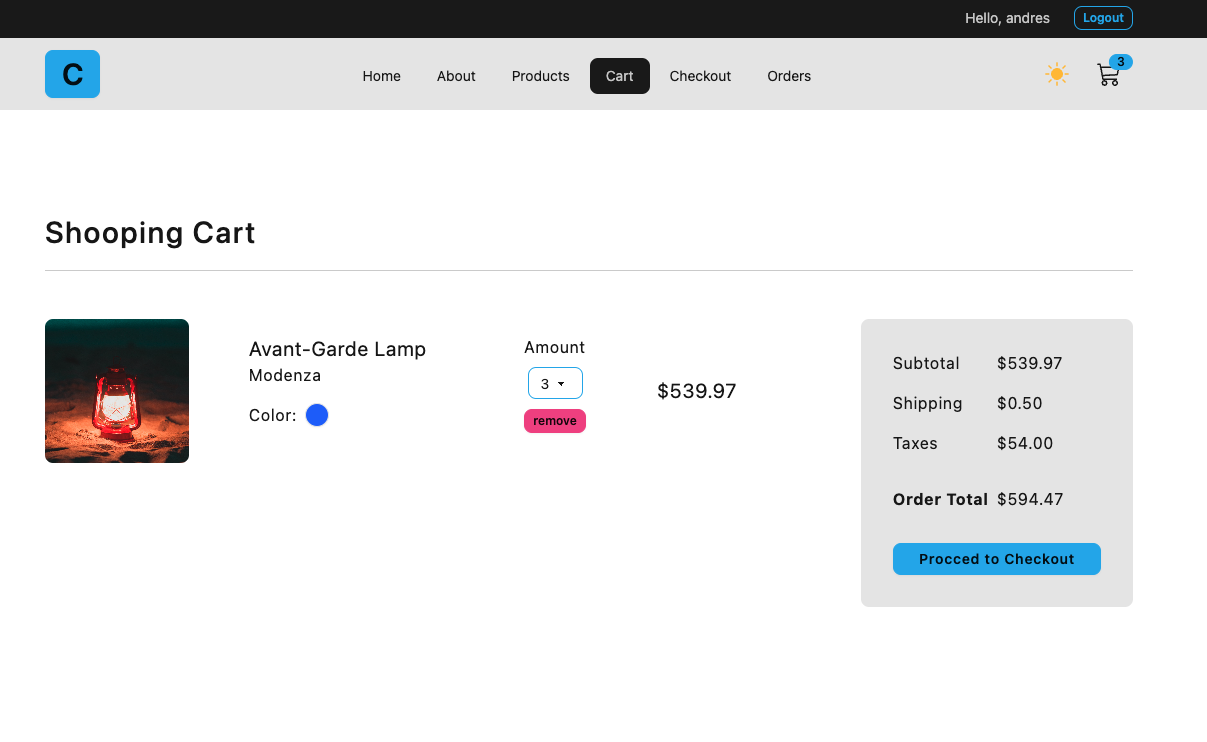 Hello, andres Logout
C Home About Products Cart Checkout Orders 3
Shooping Cart
Avant-Garde Lamp
Modenza
Color:
Amount
3
remove
$539.97
Subtotal $539.97
Shipping $0.50
Taxes $54.00
Order Total $594.47
Procced to Checkout